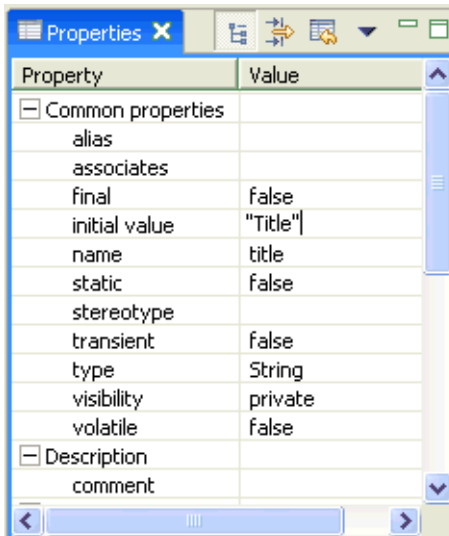 Properties
Property Value
Common properties
alias
associates
final false
initial value "Title"
name title
static false
stereotype
transient false
type String
visibility private
volatile false
Description
comment